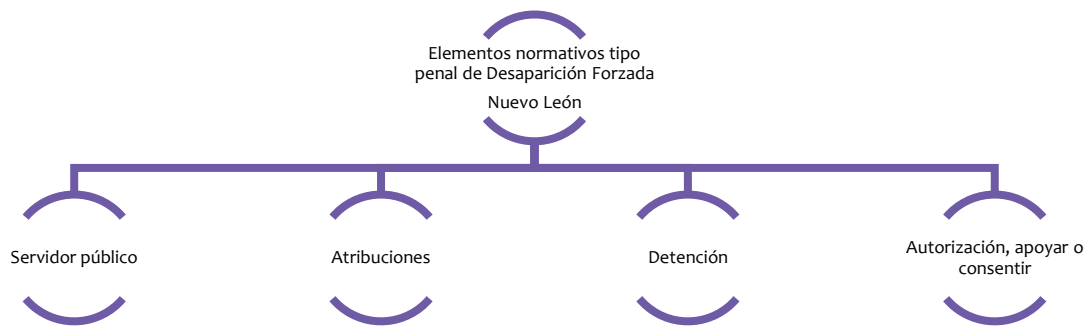 Elementos normativos tipo
penal de Desaparición Forzada
Nuevo León
Servidor público
Atribuciones
Detención
Autorización, apoyar o
consentir